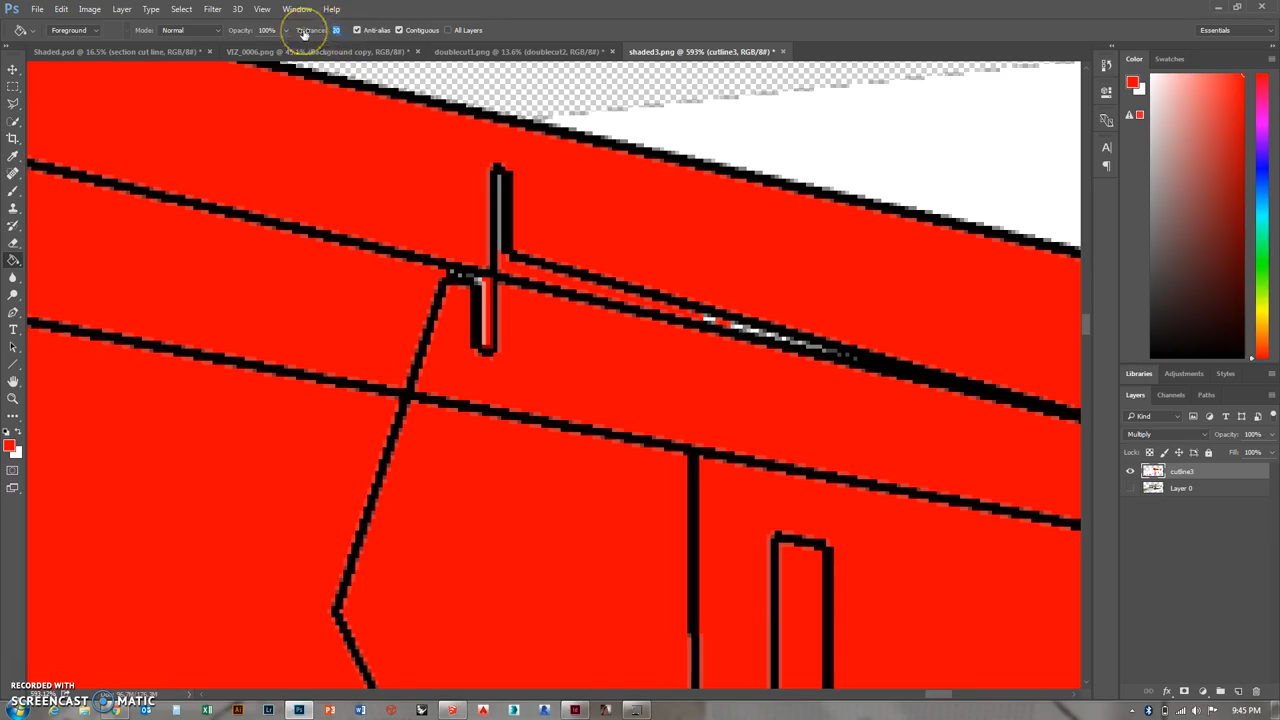 Ps File Edit Image Layer Type Select Filter 3D View Window Help
Foreground Mode: Normal Opacity: 100% Tolerance: 20 Anti-alias Contiguous All Layers Essentials
Shaded.psd @ 16.5% (section cut line, RGB/8#) * × doublecut1.png @ 13.6% (doublecut2, RGB/8#) * × shaded3.png @ 593% (cutline3, RGB/8#) * ×
Color Swatches
Libraries Adjustments Styles
Layers Channels Paths
Kind
Multiply Opacity: 100%
Lock: Fill: 100%
cutline3
Layer 0
RECORDED WITH
SCREENCAST MATIC
9:45 PM